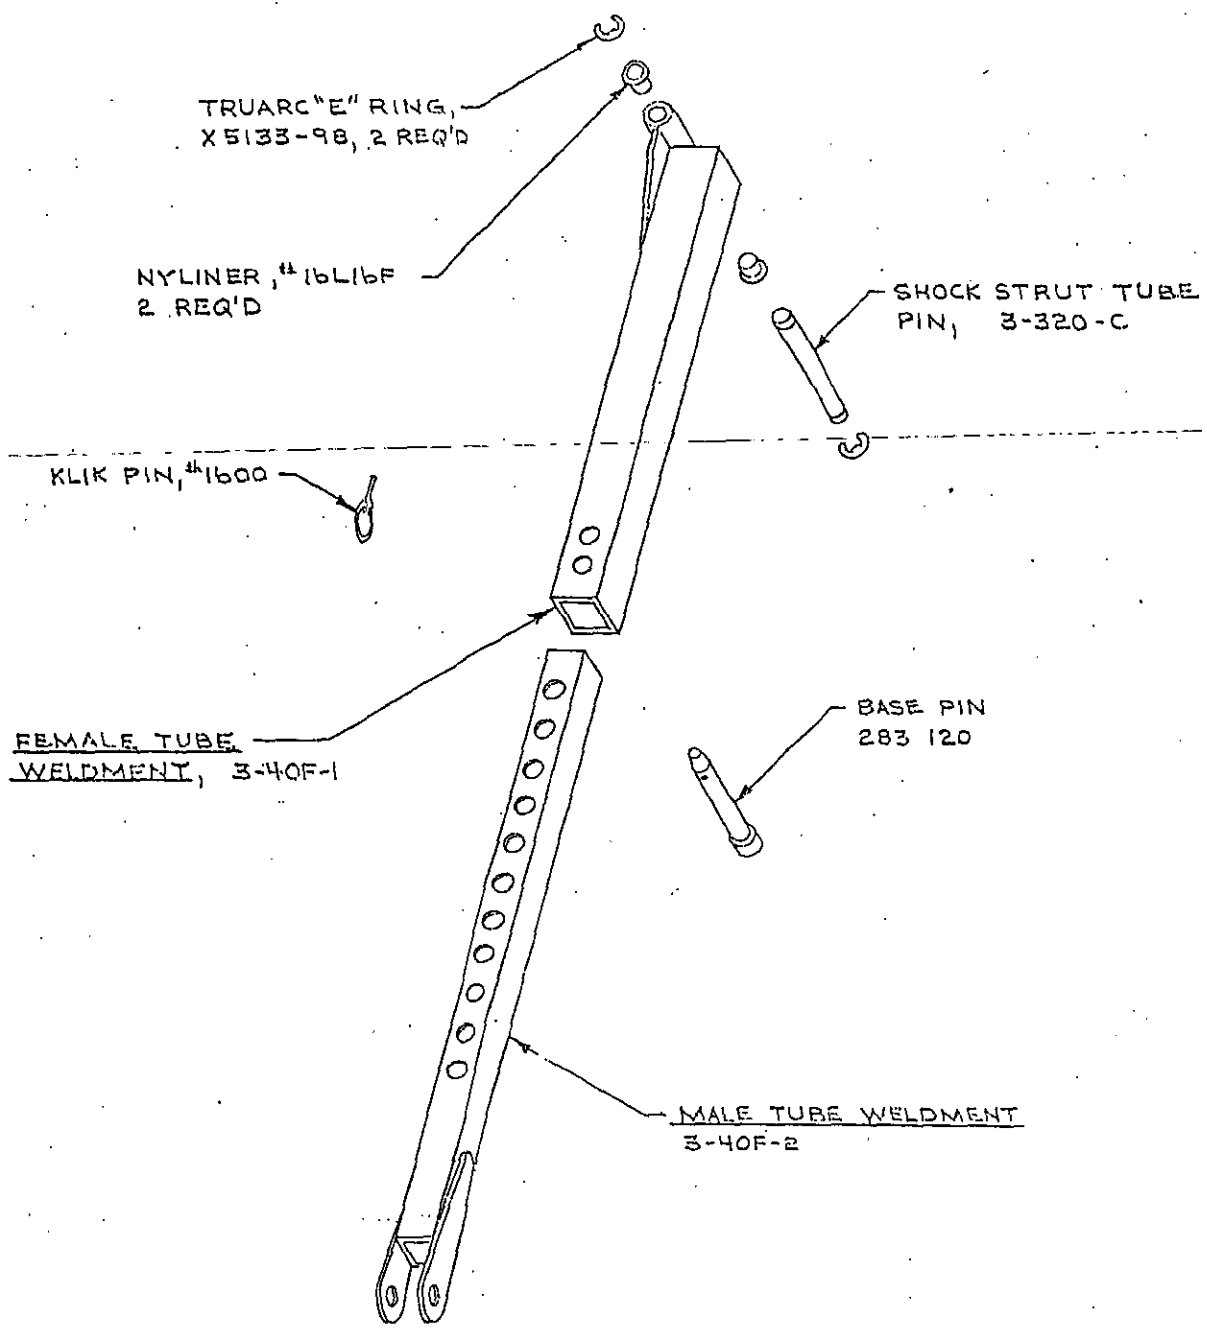 TRUARC "E" RING,
X5133-98, 2 REQ'D
NYLINER, #16L16F
2 REQ'D
SHOCK STRUT TUBE
PIN, 3-320-C
KLIK PIN, #1600
FEMALE TUBE
WELDMENT, 3-40F-1
BASE PIN
283 120
MALE TUBE WELDMENT
3-40F-2